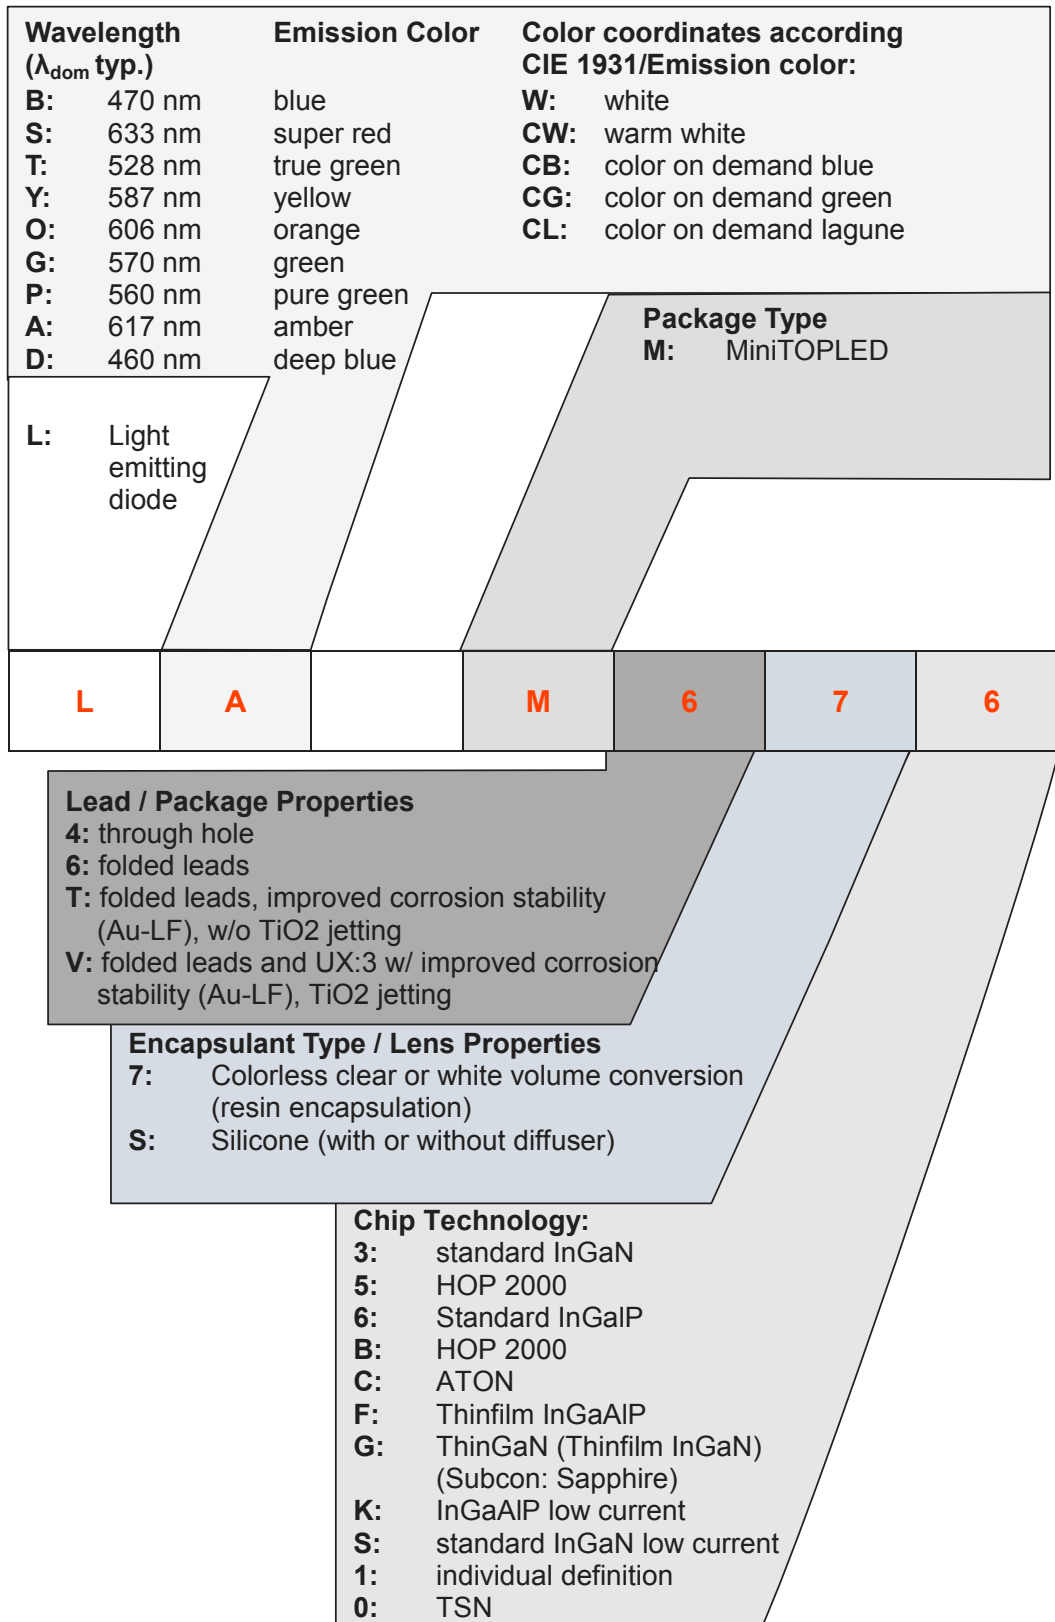 Wavelength Emission Color
(λdom typ.)
B: 470 nm blue
S: 633 nm super red
T: 528 nm true green
Y: 587 nm yellow
O: 606 nm orange
G: 570 nm green
P: 560 nm pure green
A: 617 nm amber
D: 460 nm deep blue
Color coordinates according
CIE 1931/Emission color:
W: white
CW: warm white
CB: color on demand blue
CG: color on demand green
CL: color on demand lagune
Package Type
M: MiniTOPLED
L: Light
emitting
diode
L A M 6 7 6
Lead / Package Properties
4: through hole
6: folded leads
T: folded leads, improved corrosion stability
(Au-LF), w/o TiO2 jetting
V: folded leads and UX:3 w/ improved corrosion
stability (Au-LF), TiO2 jetting
Encapsulant Type / Lens Properties
7: Colorless clear or white volume conversion
(resin encapsulation)
S: Silicone (with or without diffuser)
Chip Technology:
3: standard InGaN
5: HOP 2000
6: Standard InGalP
B: HOP 2000
C: ATON
F: Thinfilm InGaAlP
G: ThinGaN (Thinfilm InGaN)
(Subcon: Sapphire)
K: InGaAlP low current
S: standard InGaN low current
1: individual definition
0: TSN